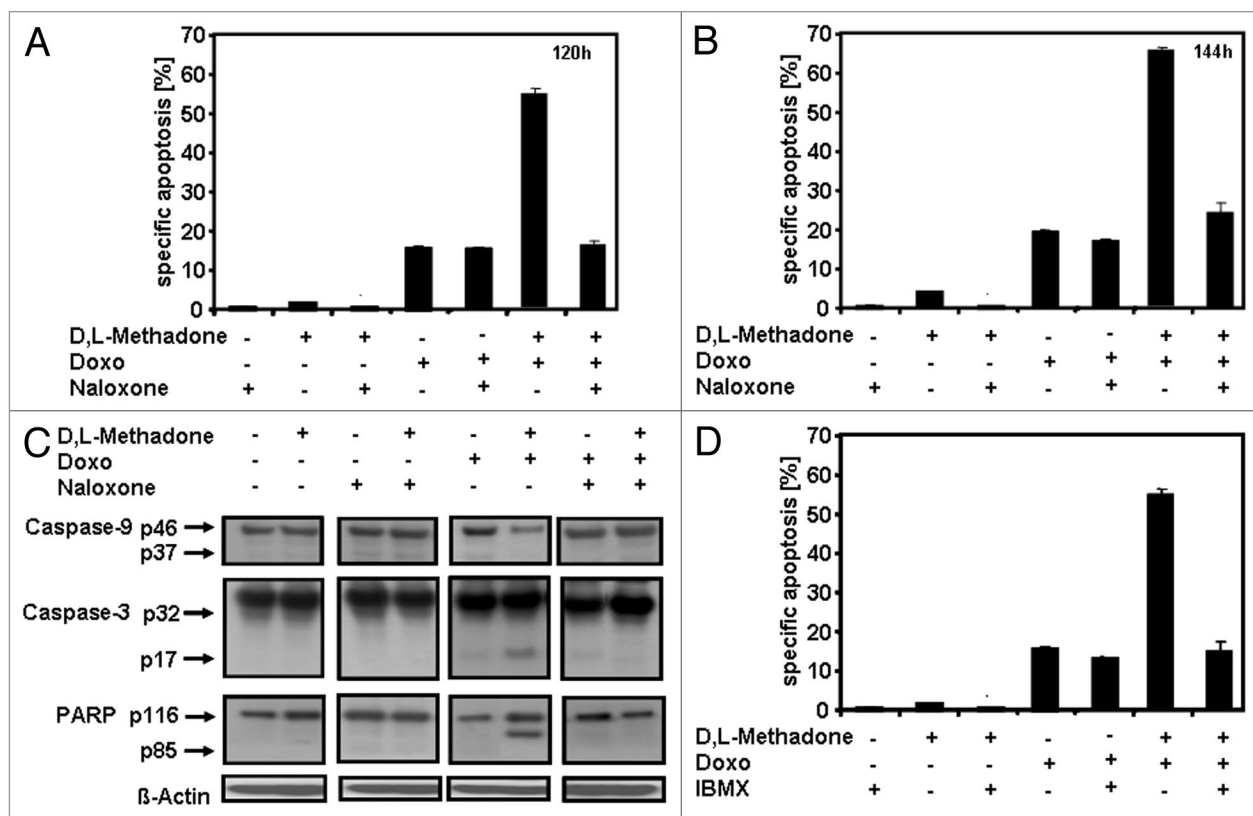 A
120h
specific apoptosis [%]
70
60
50
40
30
20
10
0
D,L-Methadone - + + - - + +
Doxo - - - + + + +
Naloxone + - + - + - +
B
144h
specific apoptosis [%]
70
60
50
40
30
20
10
0
D,L-Methadone - + + - - + +
Doxo - - - + + + +
Naloxone + - + - + - +
C
D,L-Methadone - + - + - + - +
Doxo - - - - + + + +
Naloxone - - + + - - + +
Caspase-9 p46
p37
Caspase-3 p32
p17
PARP p116
p85
ß-Actin
D
specific apoptosis [%]
70
60
50
40
30
20
10
0
D,L-Methadone - + + - - + +
Doxo - - - + + + +
IBMX + - + - + - +